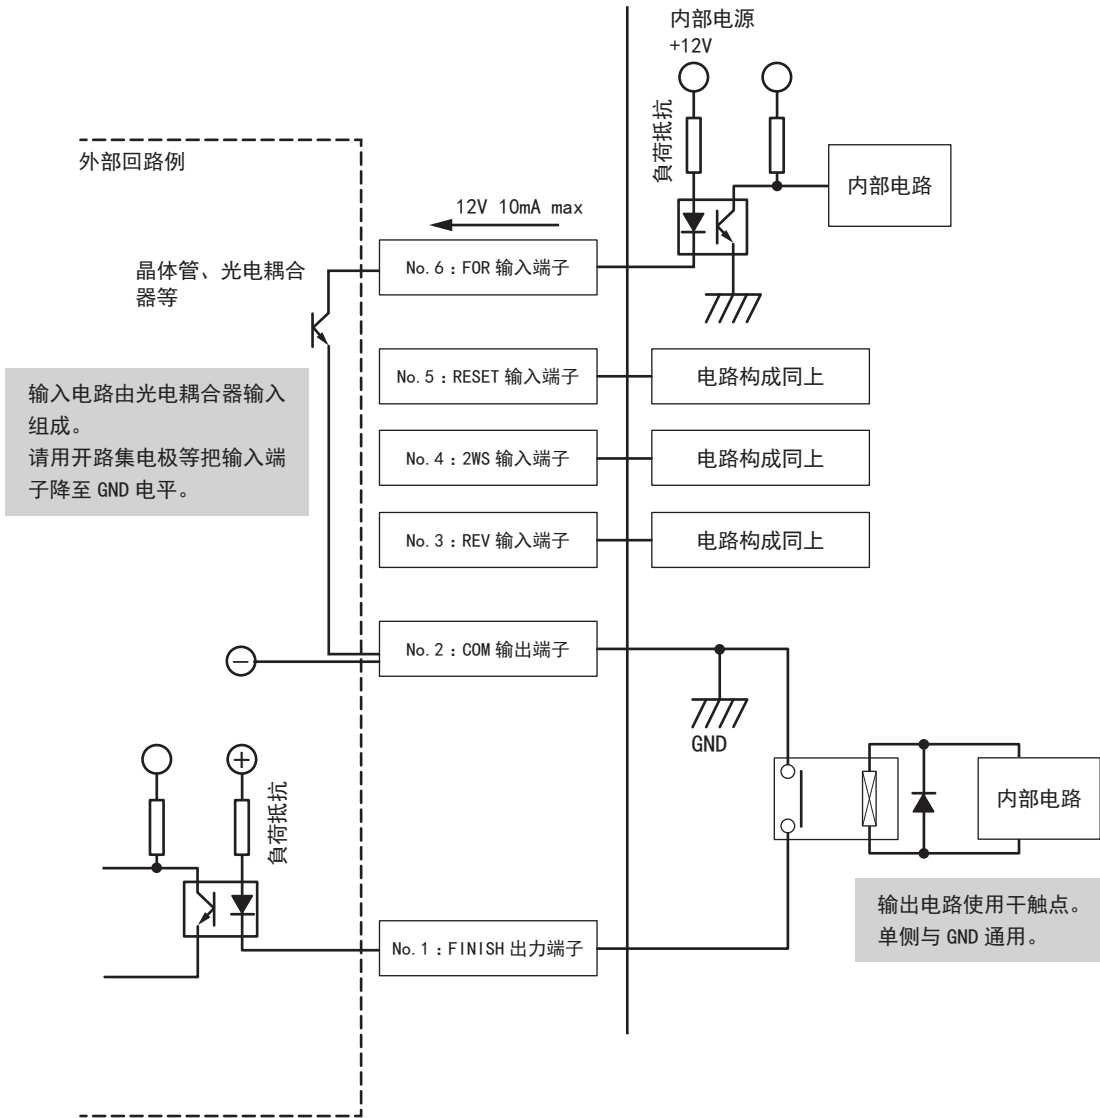 内部电源
+12V
負荷抵抗
内部电路
外部回路例
12V 10mA max
No.6：FOR 输入端子
晶体管、光电耦合
器等
No.5：RESET 输入端子
电路构成同上
输入电路由光电耦合器输入
组成。
请用开路集电极等把输入端
子降至 GND 电平。
No.4：2WS 输入端子
电路构成同上
No.3：REV 输入端子
电路构成同上
No.2：COM 输出端子
−
GND
+
負荷抵抗
内部电路
输出电路使用干触点。
单侧与 GND 通用。
No.1：FINISH 出力端子